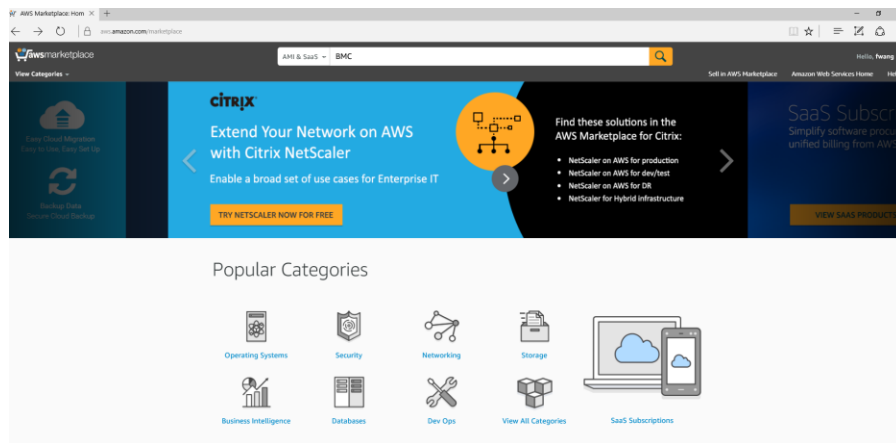 AWS Marketplace: Hom
aws.amazon.com/marketplace
awsmarketplace
AMI & SaaS
BMC
Hello, fwang
View Categories
Sell in AWS Marketplace
Amazon Web Services Home
Hel
Easy Cloud Migration
Easy to Use, Easy Set Up
Backup Data
Secure Cloud Backup
CITRIX
Extend Your Network on AWS
with Citrix NetScaler
Enable a broad set of use cases for Enterprise IT
TRY NETSCALER NOW FOR FREE
Find these solutions in the
AWS Marketplace for Citrix:
• NetScaler on AWS for production
• NetScaler on AWS for dev/test
• NetScaler on AWS for DR
• NetScaler for Hybrid infrastructure
SaaS Subscr
Simplify software procu
unified billing from AWS
VIEW SAAS PRODUCTS
Popular Categories
Operating Systems
Security
Networking
Storage
Business Intelligence
Databases
Dev Ops
View All Categories
SaaS Subscriptions